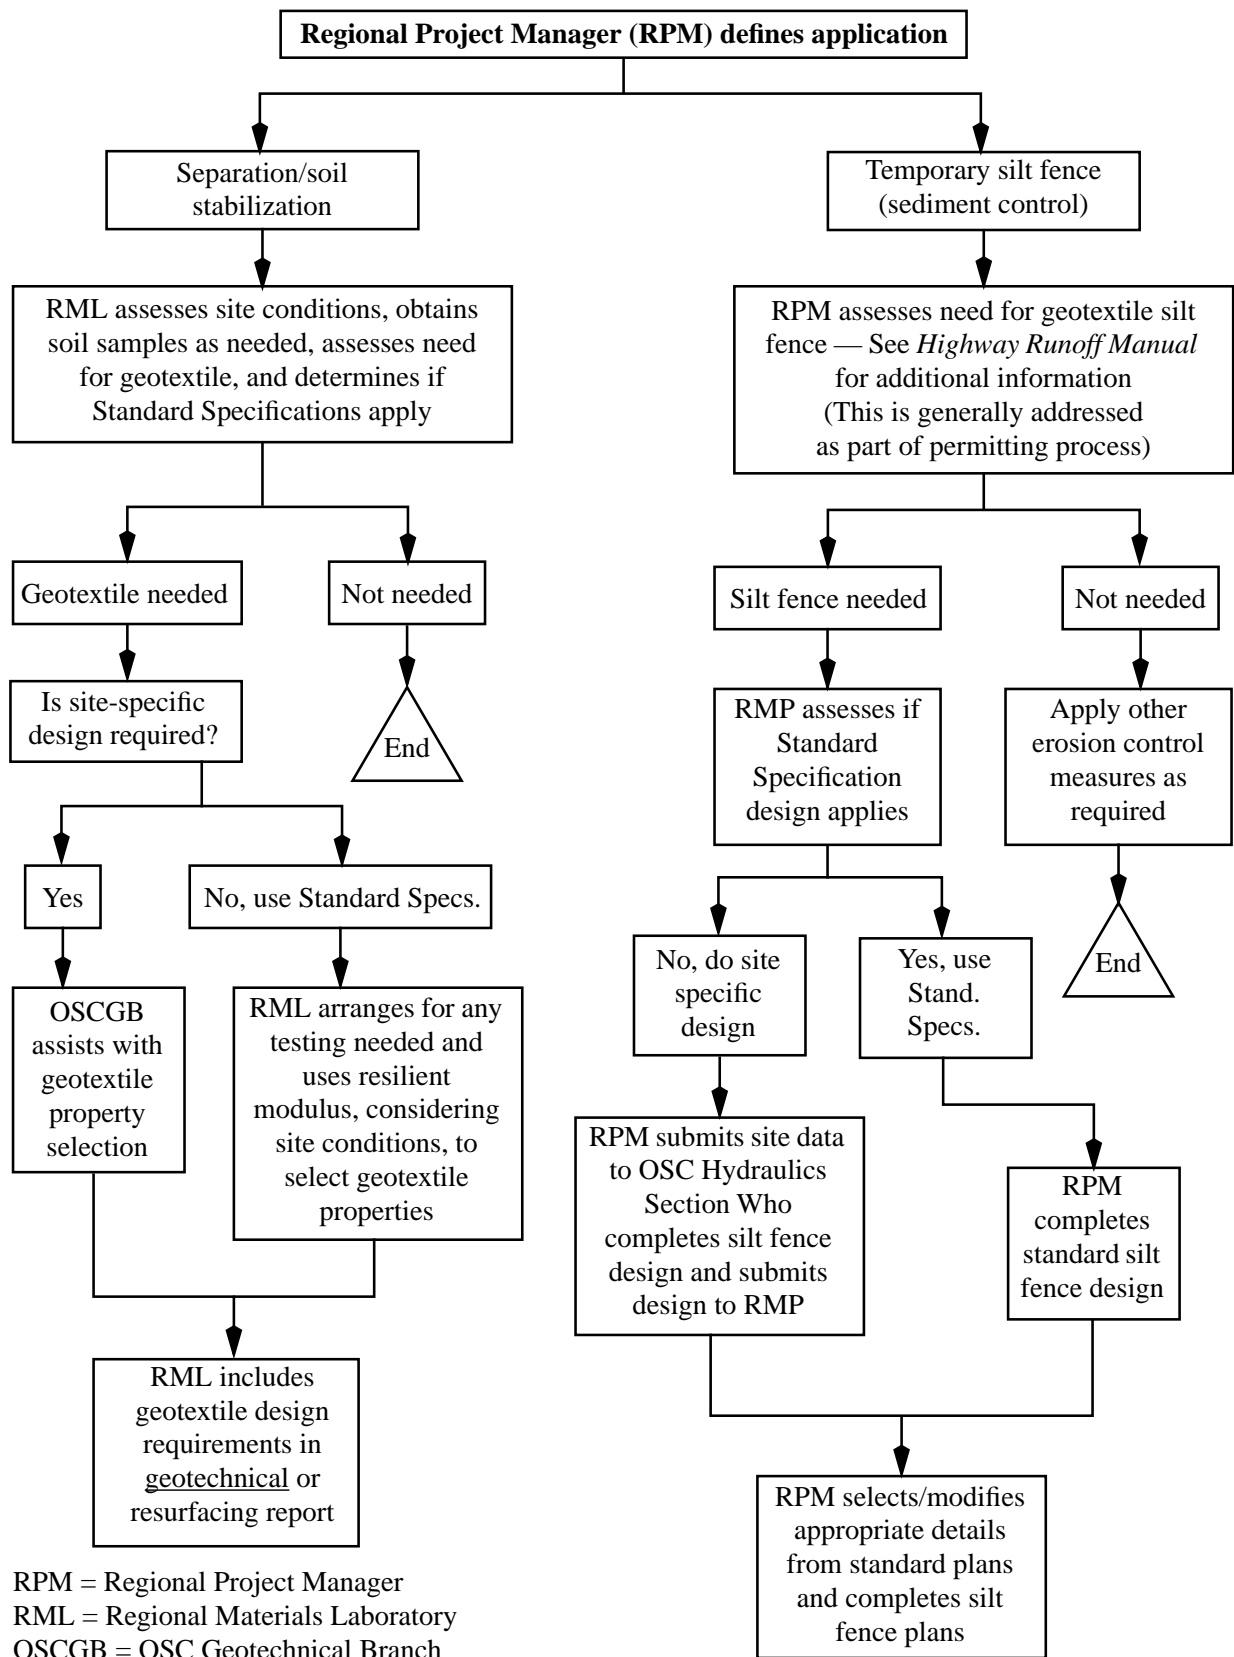 Regional Project Manager (RPM) defines application
Separation/soil
stabilization
Temporary silt fence
(sediment control)
RML assesses site conditions, obtains
soil samples as needed, assesses need
for geotextile, and determines if
Standard Specifications apply
RPM assesses need for geotextile silt
fence — See Highway Runoff Manual
for additional information
(This is generally addressed
as part of permitting process)
Geotextile needed
Not needed
Silt fence needed
Not needed
Is site-specific
design required?
End
RMP assesses if
Standard
Specification
design applies
Apply other
erosion control
measures as
required
Yes
No, use Standard Specs.
No, do site
specific
design
Yes, use
Stand.
Specs.
End
OSCGB
assists with
geotextile
property
selection
RML arranges for any
testing needed and
uses resilient
modulus, considering
site conditions, to
select geotextile
properties
RPM submits site data
to OSC Hydraulics
Section Who
completes silt fence
design and submits
design to RMP
RPM
completes
standard silt
fence design
RML includes
geotextile design
requirements in
geotechnical or
resurfacing report
RPM selects/modifies
appropriate details
from standard plans
and completes silt
fence plans
RPM = Regional Project Manager
RML = Regional Materials Laboratory
OSCGB = OSC Geotechnical Branch